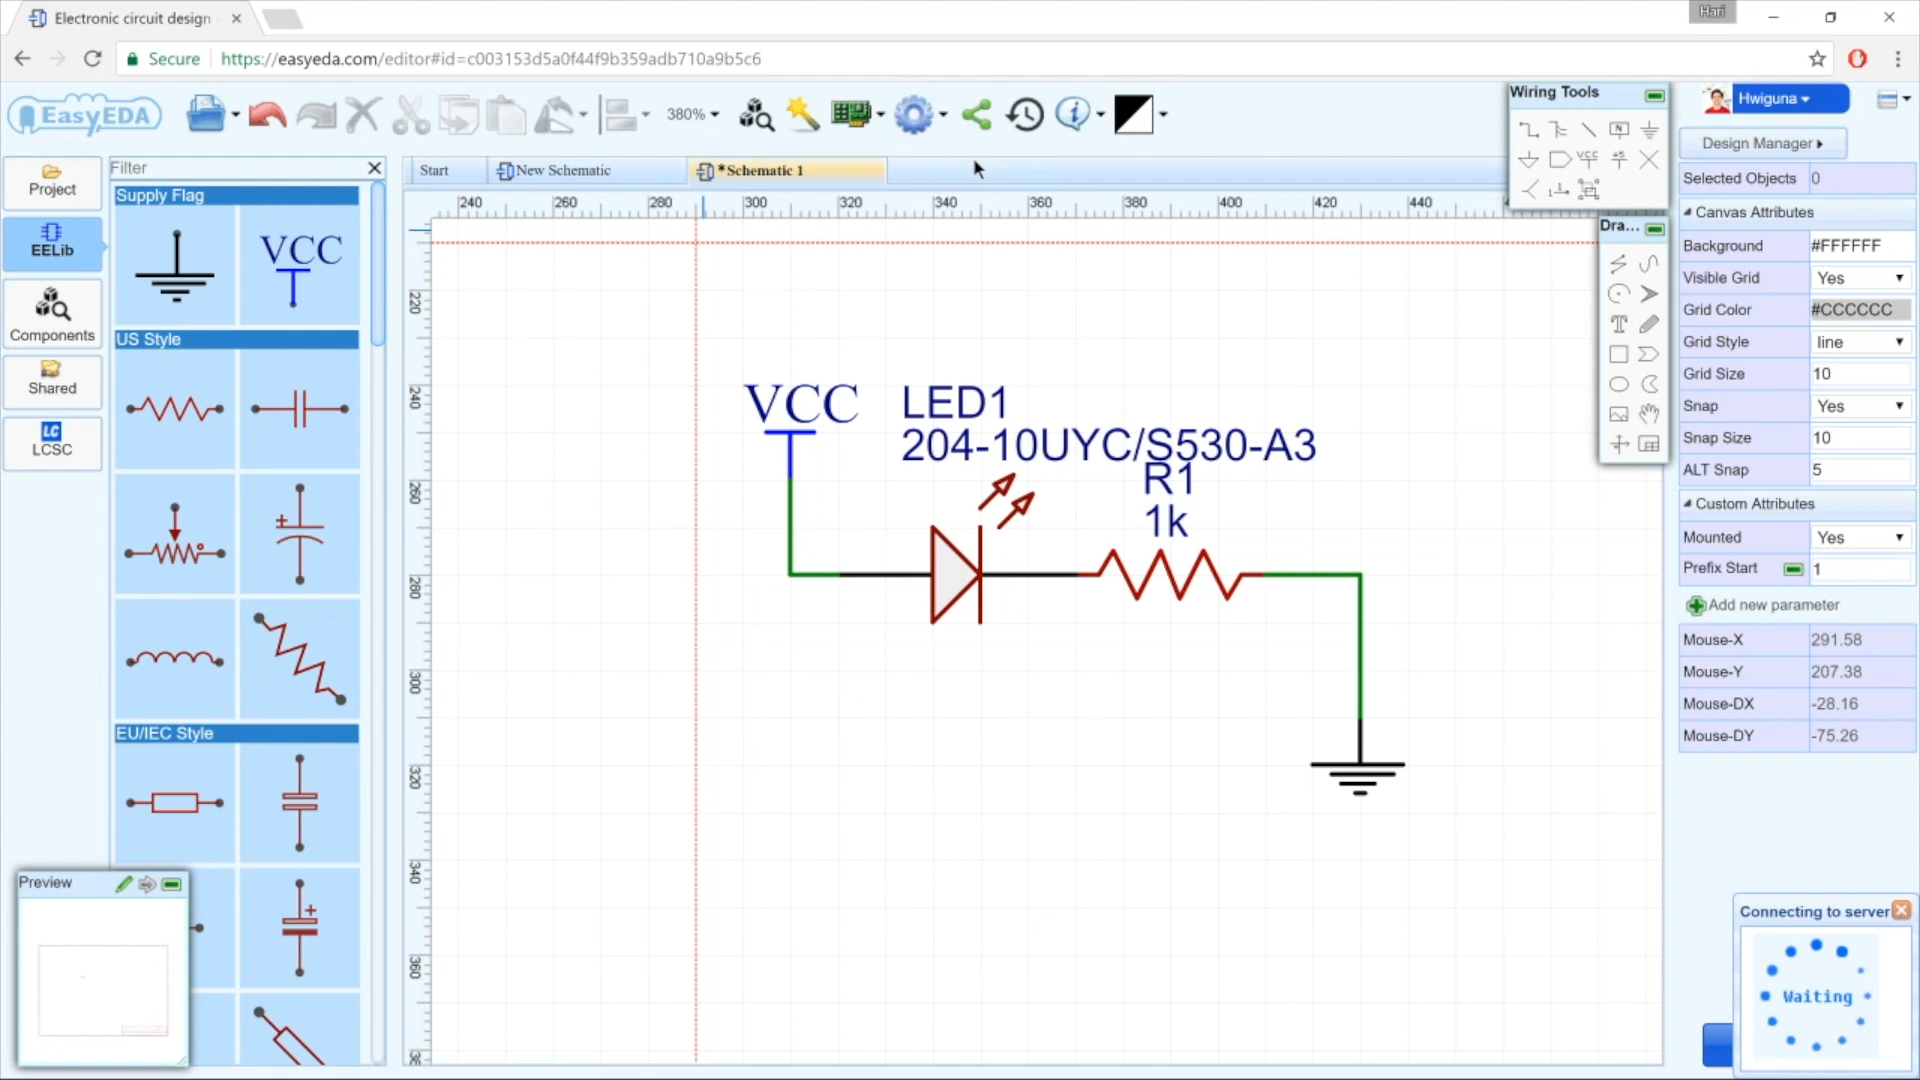 Electronic circuit design
Hari
Secure
https://easyeda.com/editor#id=c003153d5a0f44f9b359adb710a9b5c6
EasyEDA
380%
Wiring Tools
Hwiguna
Design Manager
Project
EELib
Components
Shared
LC
LCSC
Filter
Supply Flag
VCC
US Style
EU/IEC Style
Start
New Schematic
*Schematic 1
240
260
280
300
320
340
360
380
400
420
440
220
240
260
280
300
320
340
360
VCC
LED1
204-10UYC/S530-A3
R1
1k
N
VCC
+5
Dra...
T
Selected Objects 0
Canvas Attributes
Background #FFFFFF
Visible Grid Yes
Grid Color #CCCCCC
Grid Style line
Grid Size 10
Snap Yes
Snap Size 10
ALT Snap 5
Custom Attributes
Mounted Yes
Prefix Start 1
Add new parameter
Mouse-X 291.58
Mouse-Y 207.38
Mouse-DX -28.16
Mouse-DY -75.26
Preview
Connecting to server
Waiting